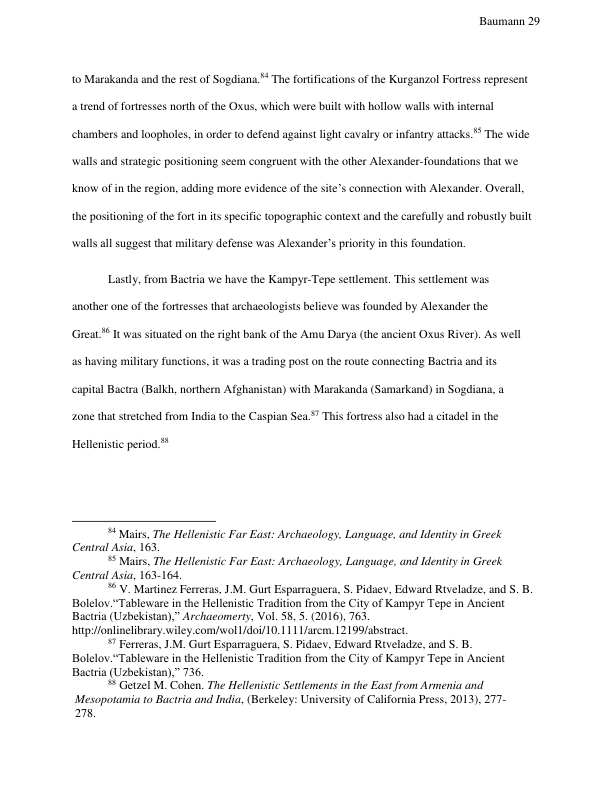 Baumann 29
to Marakanda and the rest of Sogdiana.84 The fortifications of the Kurganzol Fortress represent
a trend of fortresses north of the Oxus, which were built with hollow walls with internal
chambers and loopholes, in order to defend against light cavalry or infantry attacks.85 The wide
walls and strategic positioning seem congruent with the other Alexander-foundations that we
know of in the region, adding more evidence of the site's connection with Alexander. Overall,
the positioning of the fort in its specific topographic context and the carefully and robustly built
walls all suggest that military defense was Alexander's priority in this foundation.
Lastly, from Bactria we have the Kampyr-Tepe settlement. This settlement was
another one of the fortresses that archaeologists believe was founded by Alexander the
Great.86 It was situated on the right bank of the Amu Darya (the ancient Oxus River). As well
as having military functions, it was a trading post on the route connecting Bactria and its
capital Bactra (Balkh, northern Afghanistan) with Marakanda (Samarkand) in Sogdiana, a
zone that stretched from India to the Caspian Sea.87 This fortress also had a citadel in the
Hellenistic period.88
84 Mairs, The Hellenistic Far East: Archaeology, Language, and Identity in Greek
Central Asia, 163.
85 Mairs, The Hellenistic Far East: Archaeology, Language, and Identity in Greek
Central Asia, 163-164.
86 V. Martinez Ferreras, J.M. Gurt Esparraguera, S. Pidaev, Edward Rtveladze, and S. B.
Bolelov.“Tableware in the Hellenistic Tradition from the City of Kampyr Tepe in Ancient
Bactria (Uzbekistan),” Archaeomerty, Vol. 58, 5. (2016), 763.
http://onlinelibrary.wiley.com/wol1/doi/10.1111/arcm.12199/abstract.
87 Ferreras, J.M. Gurt Esparraguera, S. Pidaev, Edward Rtveladze, and S. B.
Bolelov.“Tableware in the Hellenistic Tradition from the City of Kampyr Tepe in Ancient
Bactria (Uzbekistan),” 736.
88 Getzel M. Cohen. The Hellenistic Settlements in the East from Armenia and
Mesopotamia to Bactria and India, (Berkeley: University of California Press, 2013), 277-
278.